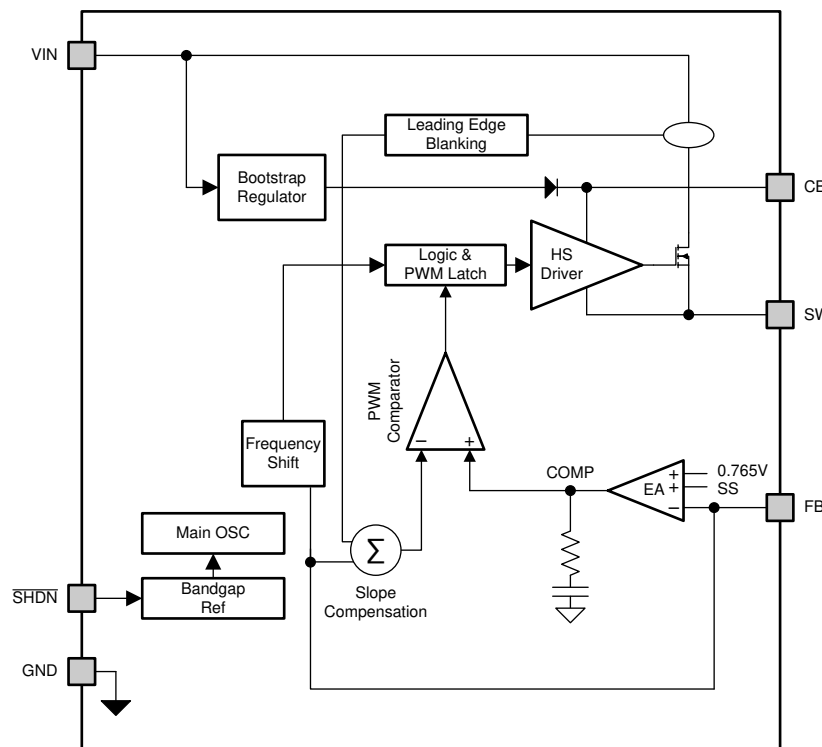 VIN
Leading Edge
Blanking
Bootstrap
Regulator
CB
Logic &
PWM Latch
HS
Driver
SW
PWM
Comparator
−
+
Frequency
Shift
COMP
EA
+
+
−
0.765V
SS
FB
Main OSC
Σ
SHDN
Bandgap
Ref
Slope
Compensation
GND